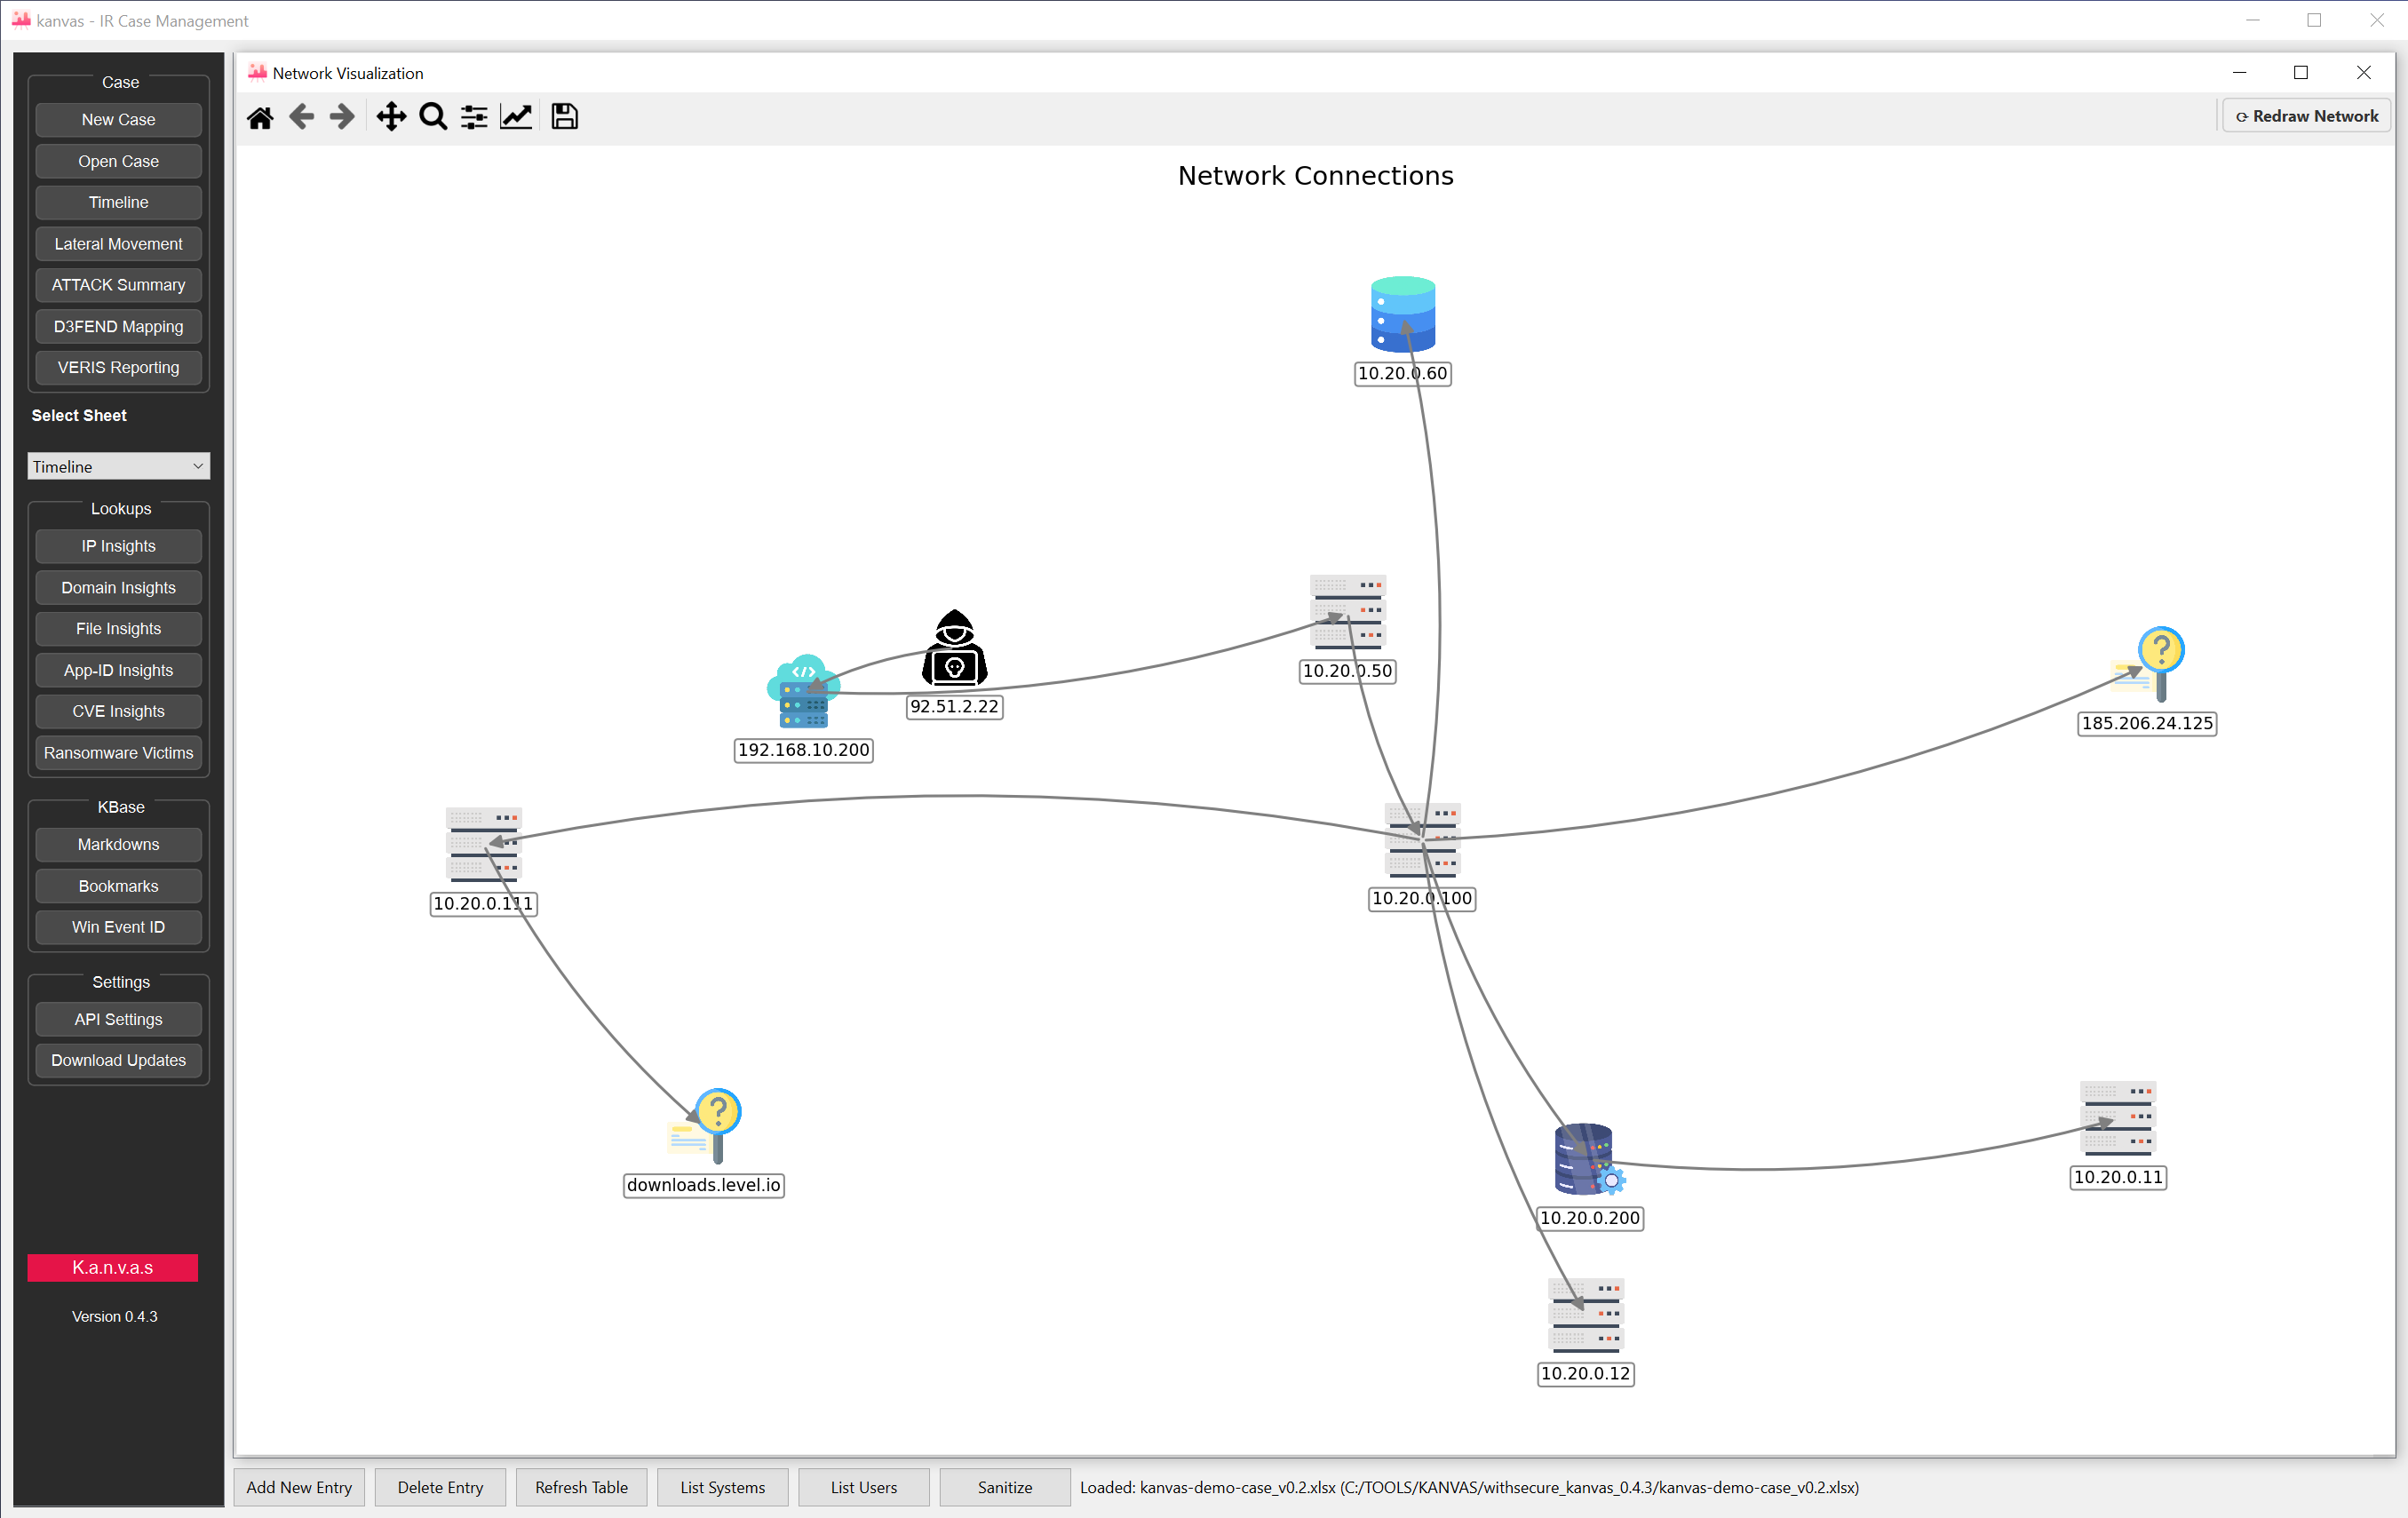 kanvas - IR Case Management
Case
New Case
Open Case
Timeline
Lateral Movement
ATTACK Summary
D3FEND Mapping
VERIS Reporting
Select Sheet
Timeline
Lookups
IP Insights
Domain Insights
File Insights
App-ID Insights
CVE Insights
Ransomware Victims
KBase
Markdowns
Bookmarks
Win Event ID
Settings
API Settings
Download Updates
K.a.n.v.a.s
Version 0.4.3
Network Visualization
Redraw Network
Network Connections
10.20.0.60
10.20.0.50
92.51.2.22
185.206.24.125
192.168.10.200
10.20.0.111
10.20.0.100
downloads.level.io
10.20.0.11
10.20.0.200
10.20.0.12
Add New Entry
Delete Entry
Refresh Table
List Systems
List Users
Sanitize
Loaded: kanvas-demo-case_v0.2.xlsx (C:/TOOLS/KANVAS/withsecure_kanvas_0.4.3/kanvas-demo-case_v0.2.xlsx)